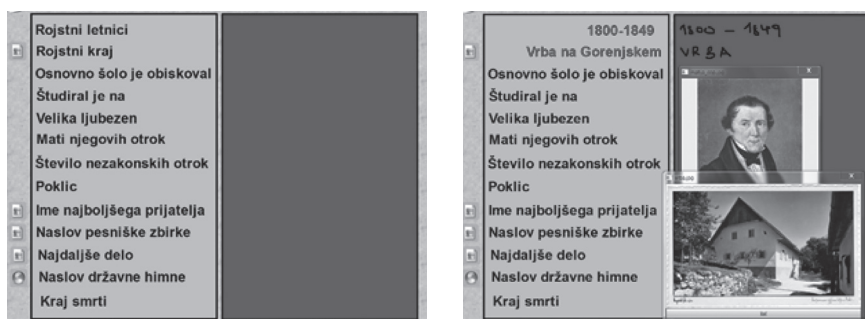 Rojstni letnici
Rojstni kraj
Osnovno šolo je obiskoval
Študiral je na
Velika ljubezen
Mati njegovih otrok
Število nezakonskih otrok
Poklic
Ime najboljšega prijatelja
Naslov pesniške zbirke
Najdaljše delo
Naslov državne himne
Kraj smrti
1800-1849 1800 – 1849
Vrba na Gorenjskem VRBA
Osnovno šolo je obiskoval
Študiral je na
Velika ljubezen
Mati njegovih otrok
Število nezakonskih otrok
Poklic
Ime najboljšega prijatelja
Naslov pesniške zbirke
Najdaljše delo
Naslov državne himne
Kraj smrti